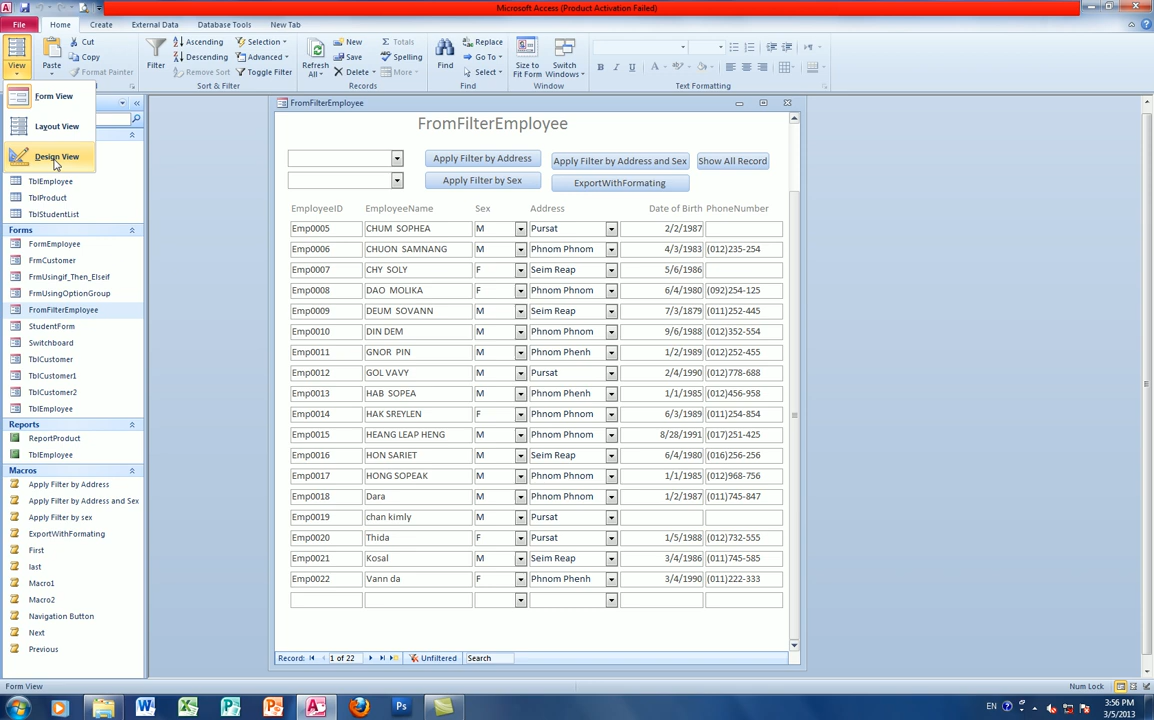 Microsoft Access (Product Activation Failed)
File Home Create External Data Database Tools New Tab
View Paste Cut Copy Format Painter
Filter Ascending Descending Remove Sort Selection Advanced Toggle Filter
Sort & Filter
Refresh All New Save Delete Totals Spelling More
Records
Find Replace Go To Select
Find
Size to Fit Form Switch Windows
Window
B I U A
Text Formatting
Form View
Layout View
Design View
TblEmployee
TblProduct
TblStudentList
Forms
FormEmployee
FrmCustomer
FrmUsingif_Then_Elseif
FrmUsingOptionGroup
FromFilterEmployee
StudentForm
Switchboard
TblCustomer
TblCustomer1
TblCustomer2
TblEmployee
Reports
ReportProduct
TblEmployee
Macros
Apply Filter by Address
Apply Filter by Address and Sex
Apply Filter by sex
ExportWithFormating
First
last
Macro1
Macro2
Navigation Button
Next
Previous
FromFilterEmployee
FromFilterEmployee
Apply Filter by Address Apply Filter by Address and Sex Show All Record
Apply Filter by Sex ExportWithFormating
EmployeeID EmployeeName Sex Address Date of Birth PhoneNumber
Emp0005 CHUM SOPHEA M Pursat 2/2/1987
Emp0006 CHUON SAMNANG M Phnom Phnom 4/3/1983 (012)235-254
Emp0007 CHY SOLY F Seim Reap 5/6/1986
Emp0008 DAO MOLIKA F Phnom Phnom 6/4/1980 (092)254-125
Emp0009 DEUM SOVANN M Seim Reap 7/3/1879 (011)252-445
Emp0010 DIN DEM M Phnom Phnom 9/6/1988 (012)352-554
Emp0011 GNOR PIN M Phnom Phenh 1/2/1989 (012)252-455
Emp0012 GOL VAVY M Pursat 2/4/1990 (012)778-688
Emp0013 HAB SOPEA M Phnom Phenh 1/1/1985 (012)456-958
Emp0014 HAK SREYLEN F Phnom Phnom 6/3/1989 (011)254-854
Emp0015 HEANG LEAP HENG M Phnom Phnom 8/28/1991 (017)251-425
Emp0016 HON SARIET M Seim Reap 6/4/1980 (016)256-256
Emp0017 HONG SOPEAK M Phnom Phnom 1/1/1985 (012)968-756
Emp0018 Dara M Phnom Phnom 1/2/1987 (011)745-847
Emp0019 chan kimly M Pursat
Emp0020 Thida F Pursat 1/5/1988 (012)732-555
Emp0021 Kosal M Seim Reap 3/4/1986 (011)745-585
Emp0022 Vann da F Phnom Phenh 3/4/1990 (011)222-333
Record: 1 of 22 Unfiltered Search
Form View Num Lock
EN 3:56 PM
3/5/2013